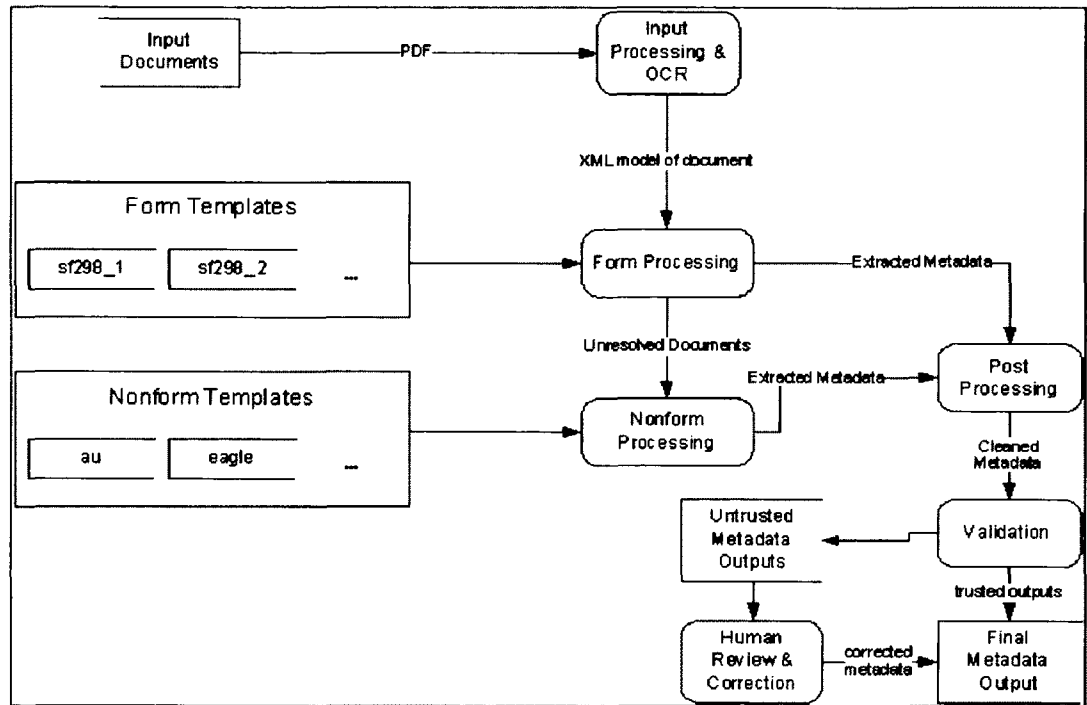 Input
Documents
PDF
Input
Processing &
OCR
XML model of document
Form Templates
sf298_1
sf298_2
...
Form Processing
Extracted Metadata
Unresolved Documents
Nonform Templates
au
eagle
...
Nonform
Processing
Extracted Metadata
Post
Processing
Cleaned
Metadata
Validation
Untrusted
Metadata
Outputs
trusted outputs
Human
Review &
Correction
corrected
metadata
Final
Metadata
Output